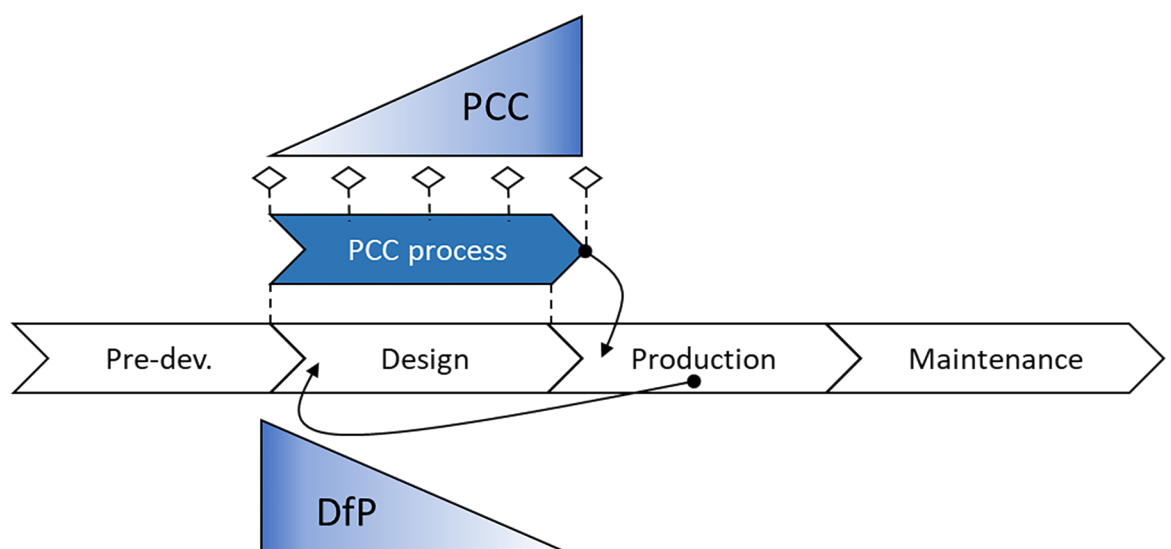 PCC
PCC process
Pre-dev.
Design
Production
Maintenance
DfP